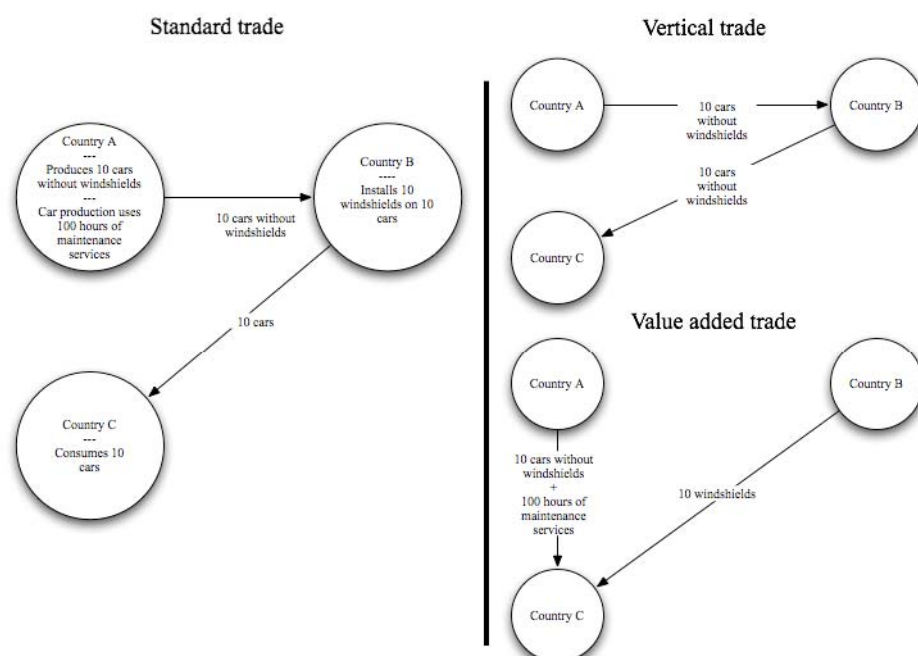 Standard trade
Country A
---
Produces 10 cars
without windshields
---
Car production uses
100 hours of
maintenance
services
10 cars without
windshields
Country B
----
Installs 10
windshields on 10
cars
10 cars
Country C
---
Consumes 10
cars
Vertical trade
Country A
10 cars
without
windshields
Country B
10 cars
without
windshields
Country C
Value added trade
Country A
Country B
10 cars without
windshields
+
100 hours of
maintenance
services
10 windshields
Country C